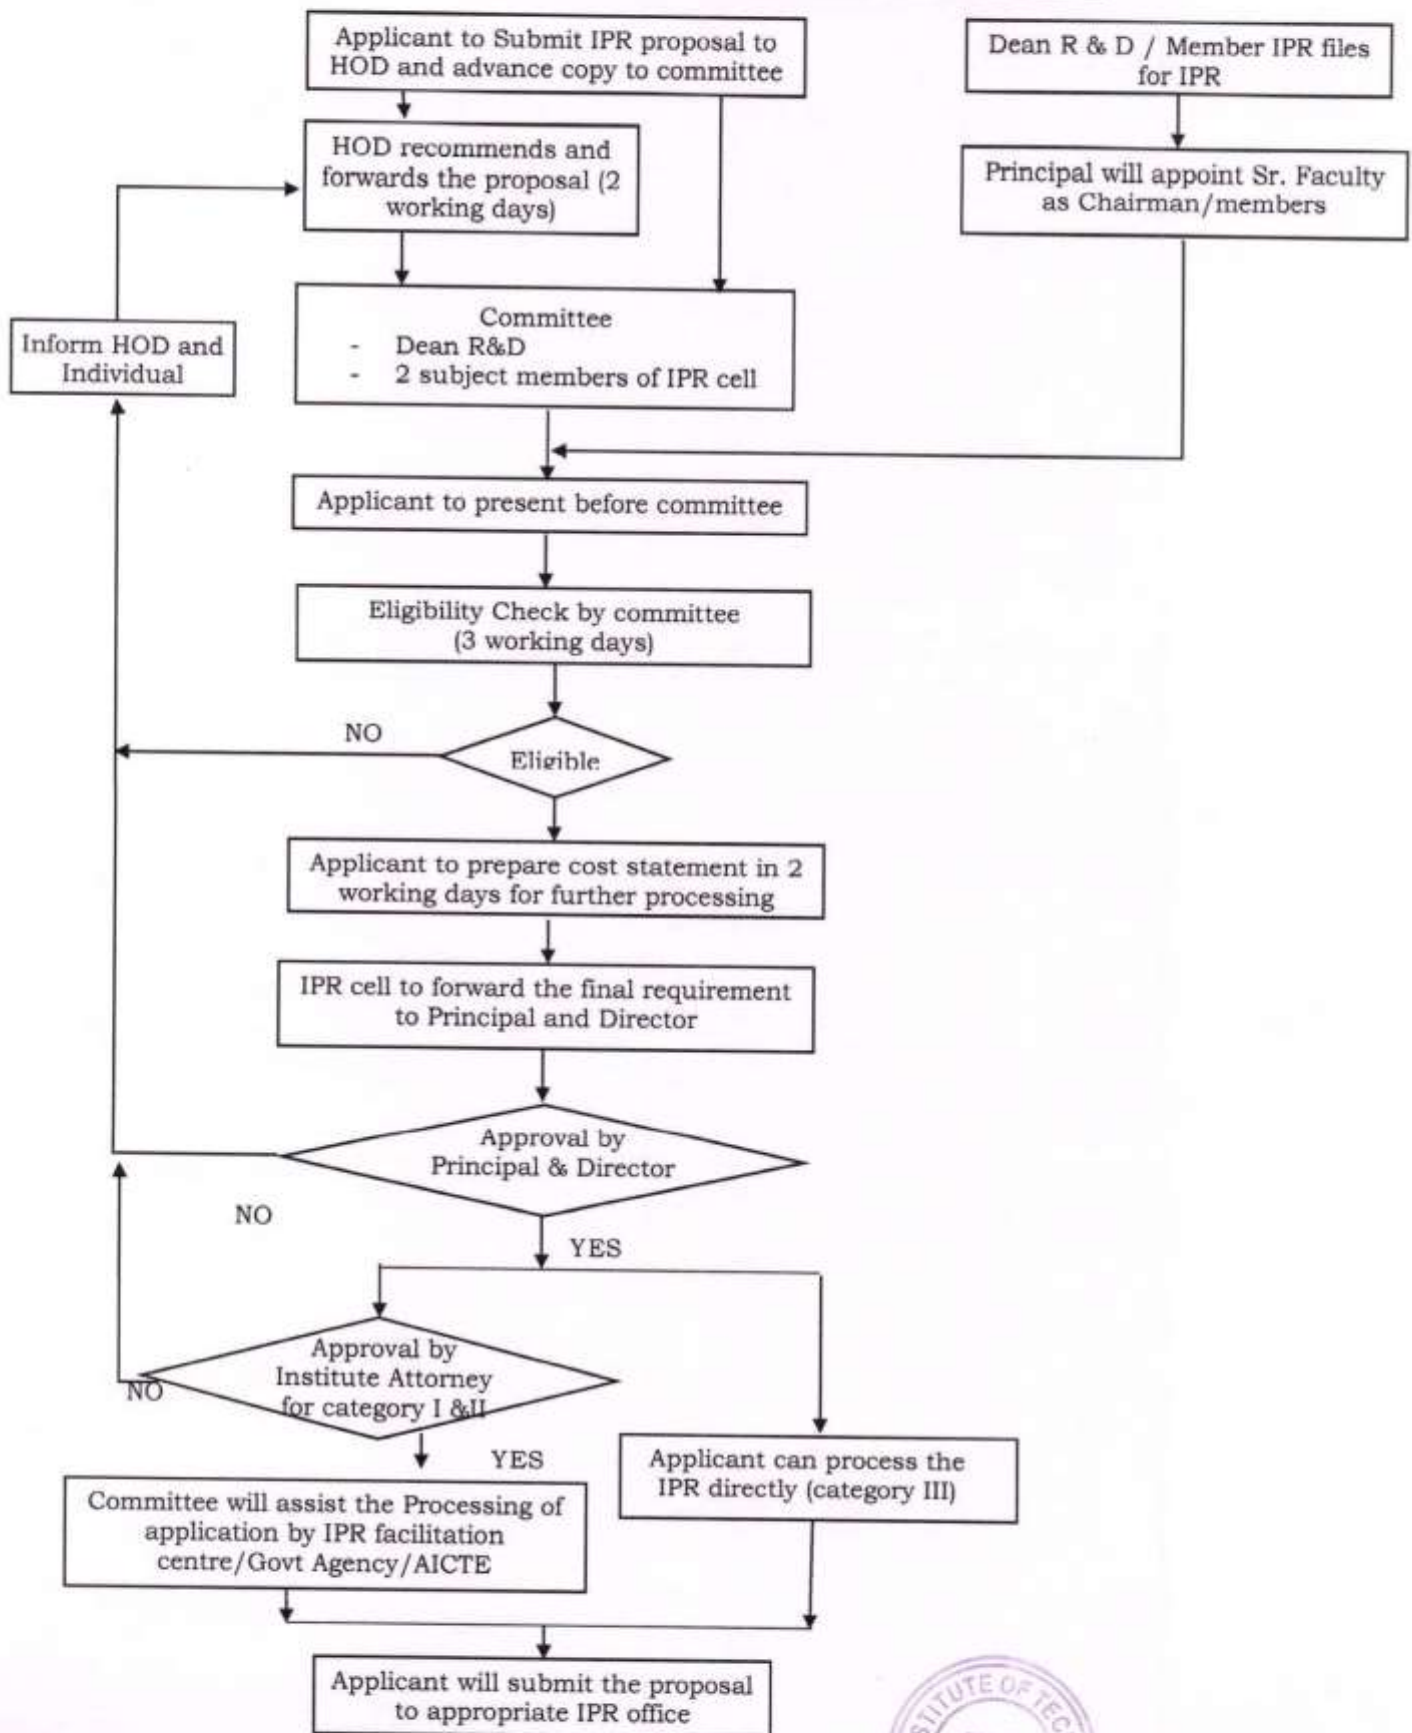 Applicant to Submit IPR proposal to
HOD and advance copy to committee
Dean R & D / Member IPR files
for IPR
HOD recommends and
forwards the proposal (2
working days)
Principal will appoint Sr. Faculty
as Chairman/members
Inform HOD and
Individual
Committee
- Dean R&D
- 2 subject members of IPR cell
Applicant to present before committee
Eligibility Check by committee
(3 working days)
NO
Eligible
Applicant to prepare cost statement in 2
working days for further processing
IPR cell to forward the final requirement
to Principal and Director
Approval by
Principal & Director
NO
YES
Approval by
Institute Attorney
for category I &II
NO
YES
Applicant can process the
IPR directly (category III)
Committee will assist the Processing of
application by IPR facilitation
centre/Govt Agency/AICTE
Applicant will submit the proposal
to appropriate IPR office
STITUTE OF TEC